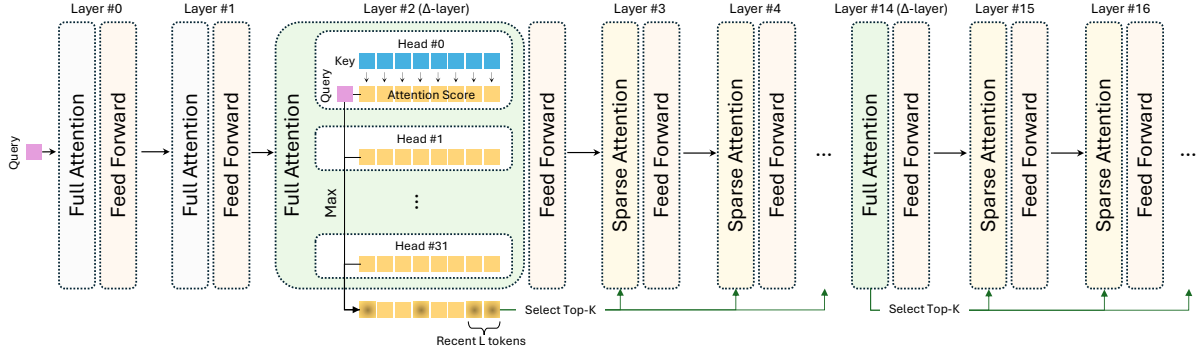 Layer #0
Layer #1
Layer #2 (Δ-layer)
Layer #3
Layer #4
Layer #14 (Δ-layer)
Layer #15
Layer #16
Query
Full Attention
Feed Forward
Full Attention
Feed Forward
Full Attention
Head #0
Key
Query
Attention Score
Head #1
Max
...
Head #31
Feed Forward
Sparse Attention
Feed Forward
Sparse Attention
Feed Forward
...
Full Attention
Feed Forward
Sparse Attention
Feed Forward
Sparse Attention
Feed Forward
...
Select Top-K
Select Top-K
Recent L tokens